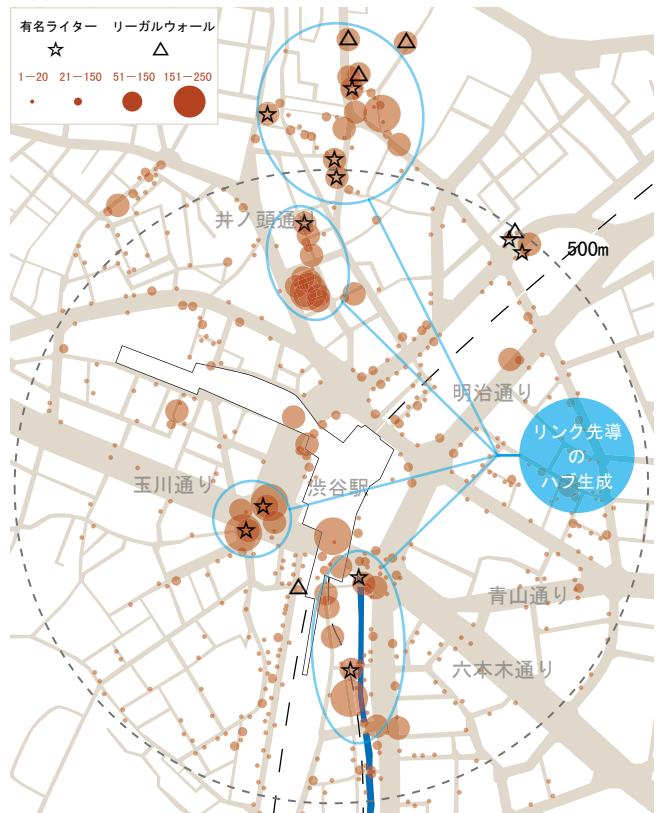 有名ライター リーガルウォール
1－20 21－150 51－150 151－250
井ノ頭通
500m
明治通り
リンク先導
の
ハブ生成
玉川通り
渋谷駅
青山通り
六本木通り